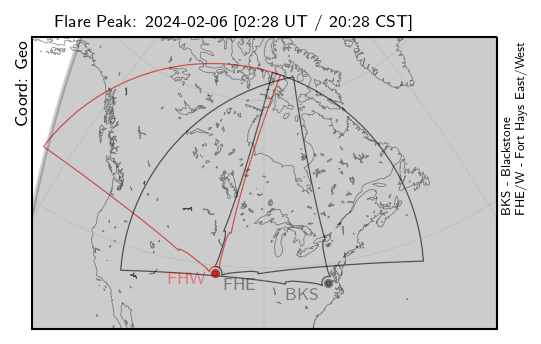 Flare Peak: 2024-02-06 [02:28 UT / 20:28 CST]
Coord: Geo
FHW
FHE
BKS
BKS - Blackstone
FHE/W - Fort Hays East/West